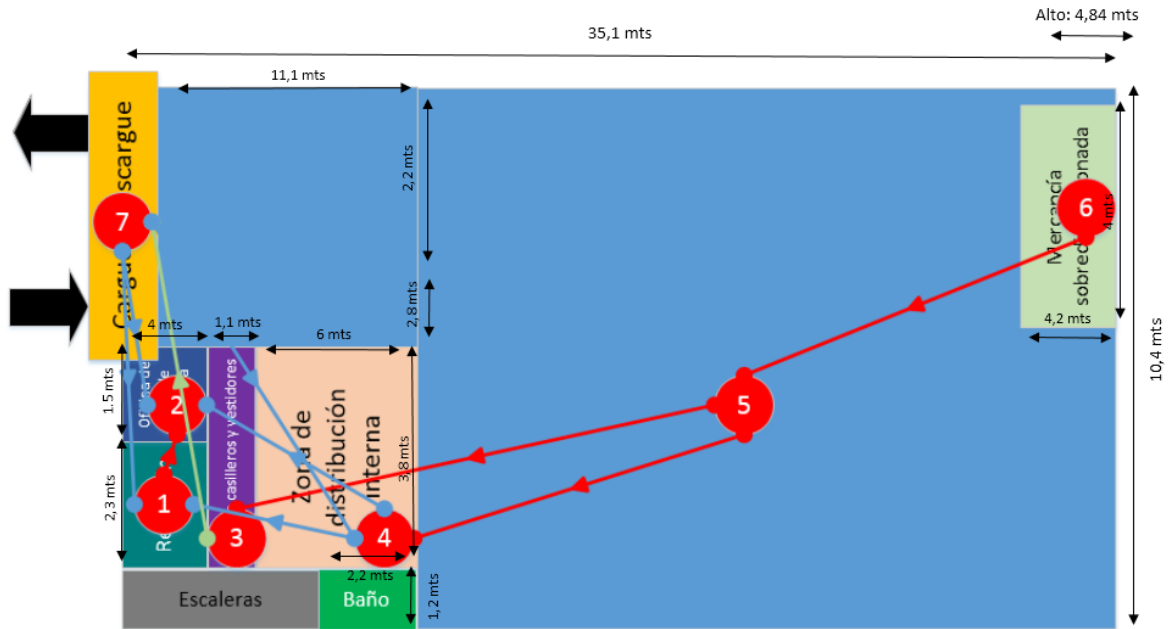 Alto: 4,84 mts
35,1 mts
11,1 mts
Cargue
scargue
2,2 mts
7
Mercancía
6
4 mts
2,8 mts
4 mts
1,1 mts
6 mts
4,2 mts
10,4 mts
1.5 mts
2
casilleros y vestidores
Zona de
distribución
interna
3,8 mts
5
2,3 mts
1
3
4
2,2 mts
Escaleras
Baño
1,2 mts